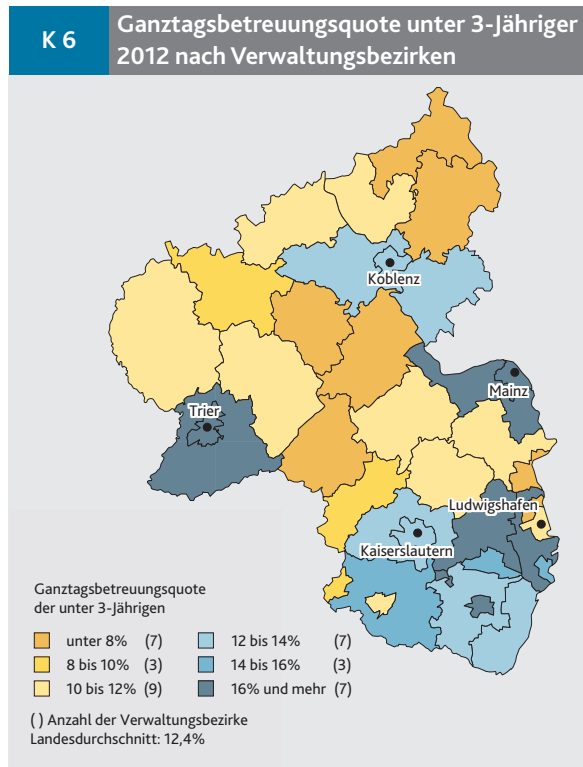 K 6
Ganztagsbetreuungsquote unter 3-Jähriger
2012 nach Verwaltungsbezirken
Koblenz
Mainz
Trier
Ludwigshafen
Kaiserslautern
Ganztagsbetreuungsquote
der unter 3-Jährigen
unter 8% (7)
8 bis 10% (3)
10 bis 12% (9)
12 bis 14% (7)
14 bis 16% (3)
16% und mehr (7)
( ) Anzahl der Verwaltungsbezirke
Landesdurchschnitt: 12,4%